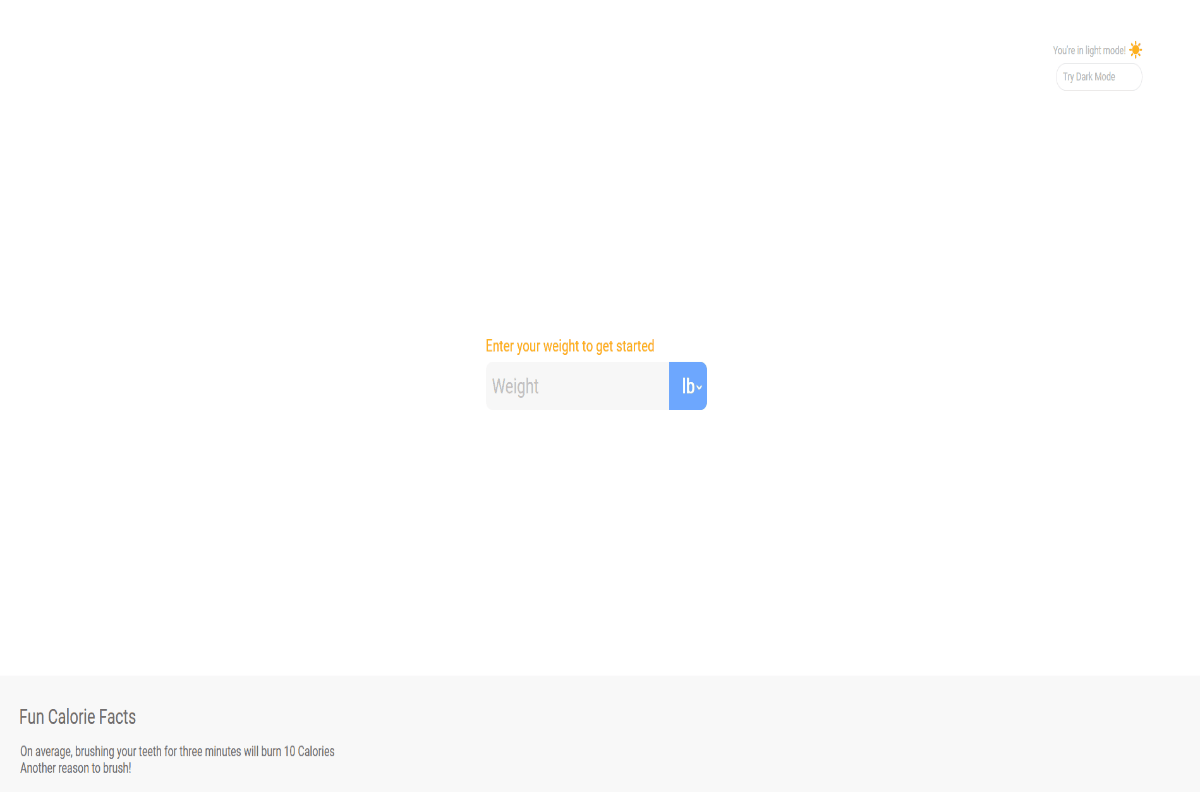 You're in light mode!
Try Dark Mode
Enter your weight to get started
Weight
lb
Fun Calorie Facts
On average, brushing your teeth for three minutes will burn 10 Calories
Another reason to brush!